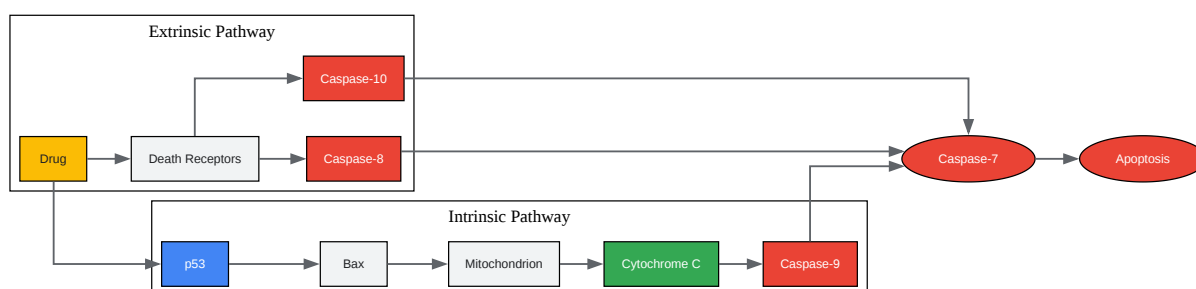 Extrinsic Pathway
Caspase-10
Drug
Death Receptors
Caspase-8
Caspase-7
Apoptosis
Intrinsic Pathway
p53
Bax
Mitochondrion
Cytochrome C
Caspase-9